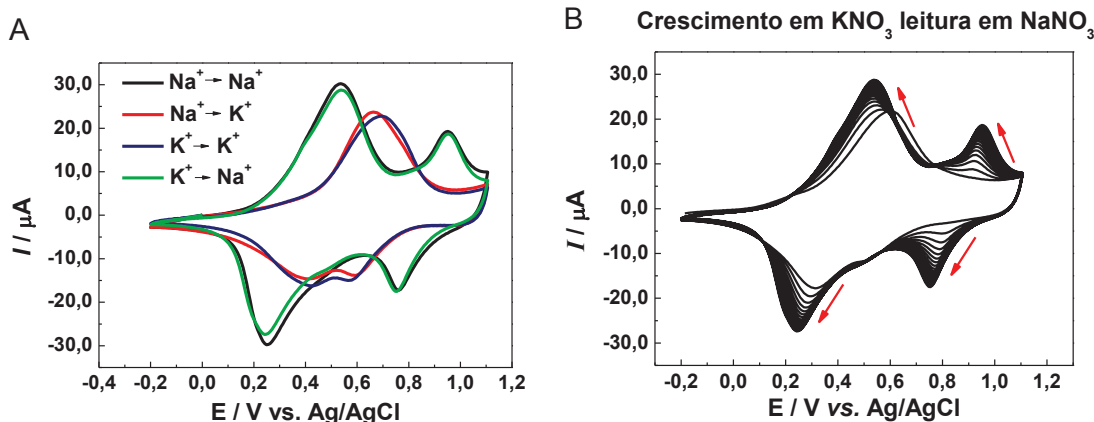 A
30,0
20,0
10,0
0,0
-10,0
-20,0
-30,0
I / μA
Na⁺→ Na⁺
Na⁺→ K⁺
K⁺→ K⁺
K⁺→ Na⁺
-0,4 -0,2 0,0 0,2 0,4 0,6 0,8 1,0 1,2
E / V vs. Ag/AgCl
B
Crescimento em KNO₃ leitura em NaNO₃
30,0
20,0
10,0
0,0
-10,0
-20,0
-30,0
I / μA
-0,2 0,0 0,2 0,4 0,6 0,8 1,0 1,2
E / V vs. Ag/AgCl